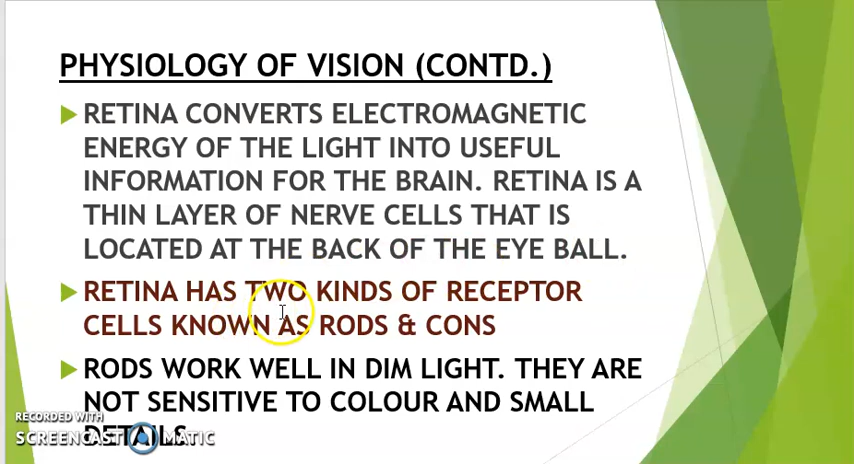 PHYSIOLOGY OF VISION (CONTD.)
RETINA CONVERTS ELECTROMAGNETIC
ENERGY OF THE LIGHT INTO USEFUL
INFORMATION FOR THE BRAIN. RETINA IS A
THIN LAYER OF NERVE CELLS THAT IS
LOCATED AT THE BACK OF THE EYE BALL.
RETINA HAS TWO KINDS OF RECEPTOR
CELLS KNOWN AS RODS & CONS
RODS WORK WELL IN DIM LIGHT. THEY ARE
NOT SENSITIVE TO COLOUR AND SMALL
DETAILS.
RECORDED WITH
SCREENCAST MATIC